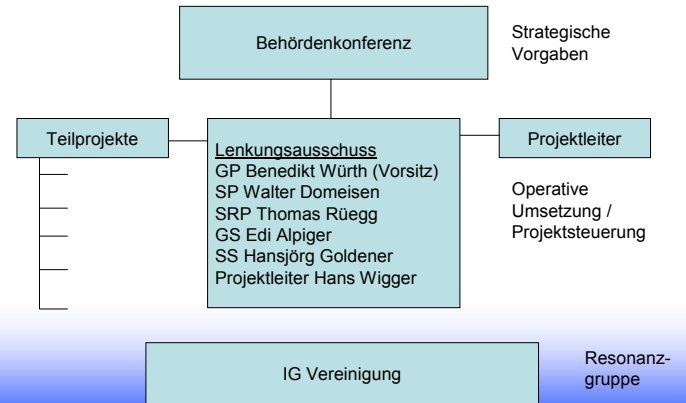 Behördenkonferenz
Strategische
Vorgaben
Teilprojekte
Lenkungsausschuss
GP Benedikt Würth (Vorsitz)
SP Walter Domeisen
SRP Thomas Rüegg
GS Edi Alpiger
SS Hansjörg Goldener
Projektleiter Hans Wigger
Projektleiter
Operative
Umsetzung /
Projektsteuerung
IG Vereinigung
Resonanz-
gruppe